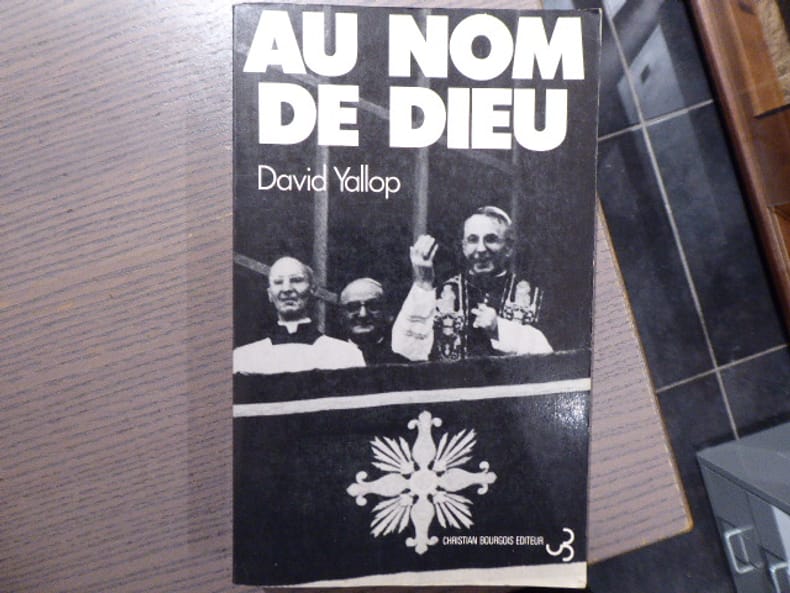 AU NOM
DE DIEU
David Yallop
CHRISTIAN BOURGOIS EDITEUR